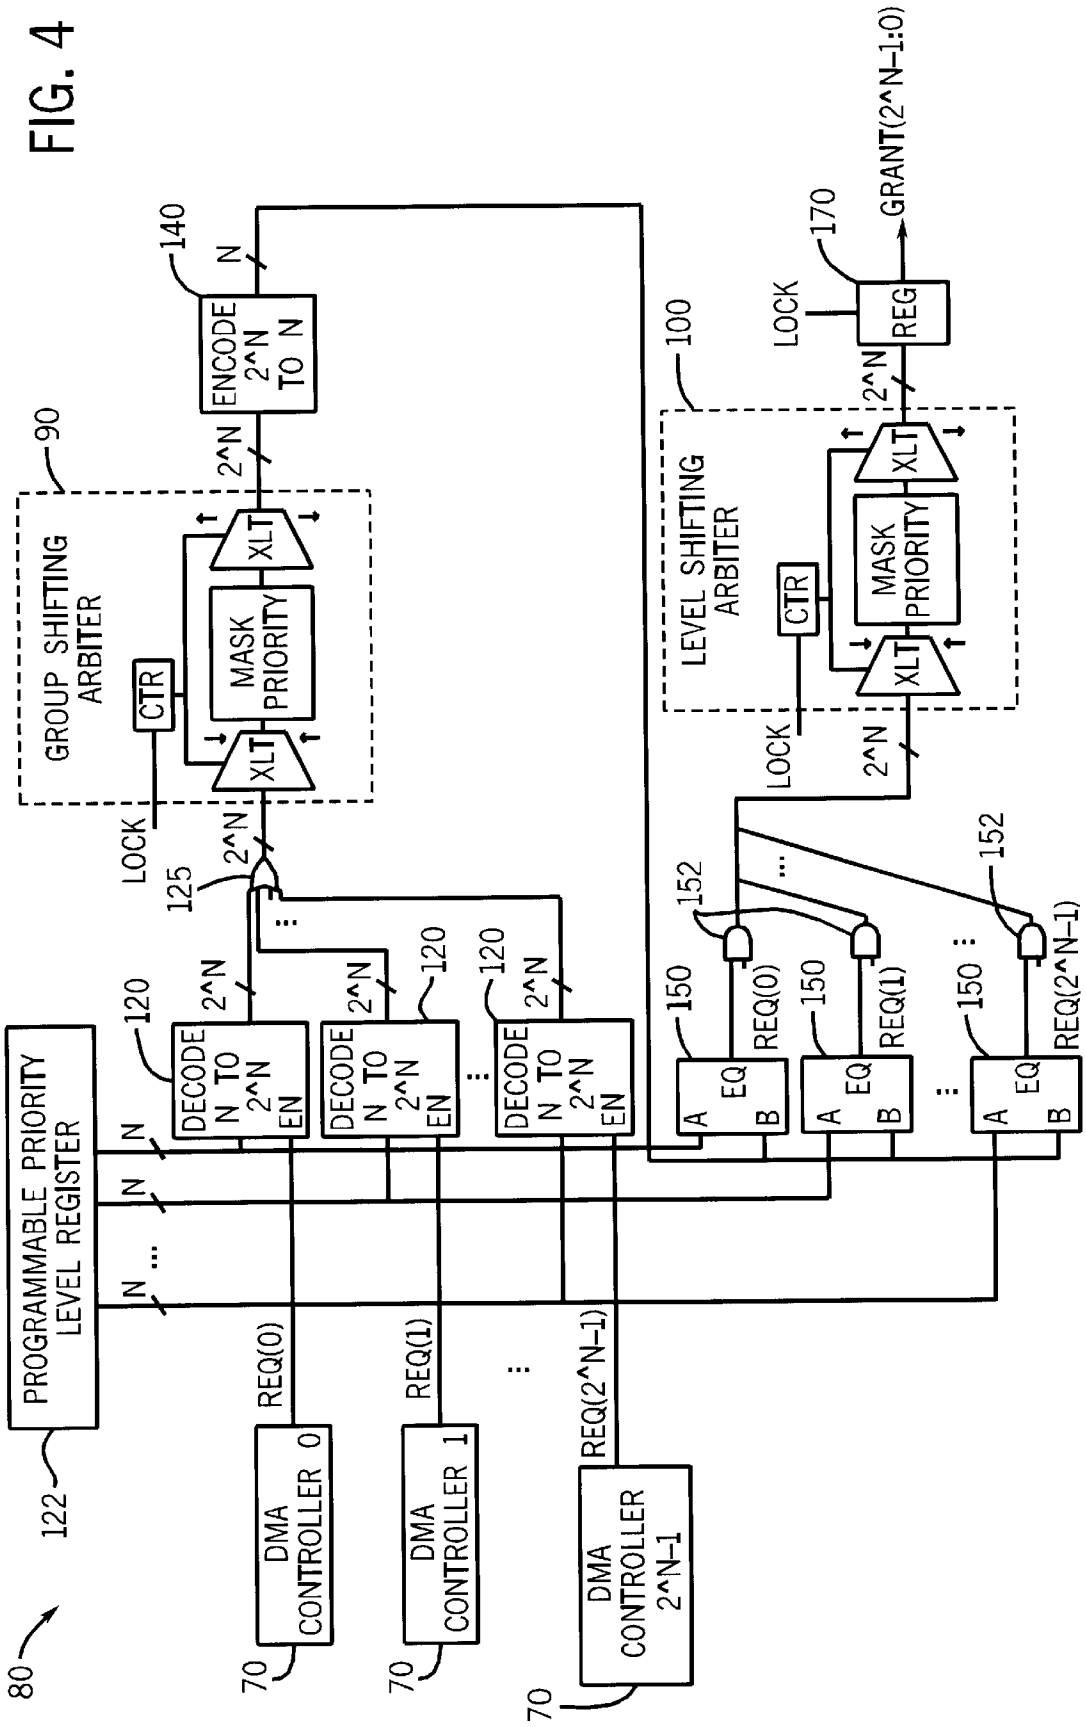 FIG. 4
80
122
PROGRAMMABLE PRIORITY
LEVEL REGISTER
N
N
...
N
70
DMA
CONTROLLER 0
REQ(0)
70
DMA
CONTROLLER 1
REQ(1)
...
70
DMA
CONTROLLER
2^N-1
REQ(2^N-1)
...
120
DECODE
N TO
2^N
EN
2^N
120
DECODE
N TO
2^N
EN
2^N
...
120
DECODE
N TO
2^N
EN
2^N
...
125
2^N
LOCK
GROUP SHIFTING
ARBITER
90
CTR
XLT
MASK
PRIORITY
XLT
2^N
ENCODE
2^N
TO N
140
N
150
A
EQ
B
REQ(0)
152
150
A
EQ
B
REQ(1)
...
...
...
150
A
EQ
B
REQ(2^N-1)
152
2^N
LOCK
LEVEL SHIFTING
ARBITER
100
CTR
XLT
MASK
PRIORITY
XLT
2^N
LOCK
REG
170
GRANT(2^N-1:0)